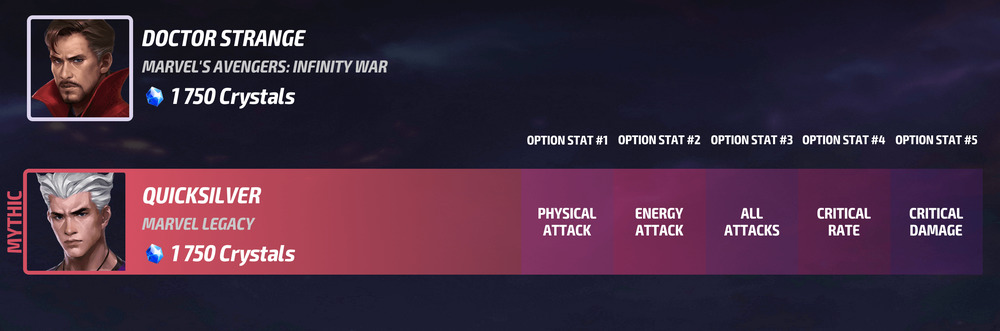 DOCTOR STRANGE
MARVEL'S AVENGERS: INFINITY WAR
1 750 Crystals
OPTION STAT #1 OPTION STAT #2 OPTION STAT #3 OPTION STAT #4 OPTION STAT #5
MYTHIC
QUICKSILVER
MARVEL LEGACY
1 750 Crystals
PHYSICAL ATTACK
ENERGY ATTACK
ALL ATTACKS
CRITICAL RATE
CRITICAL DAMAGE